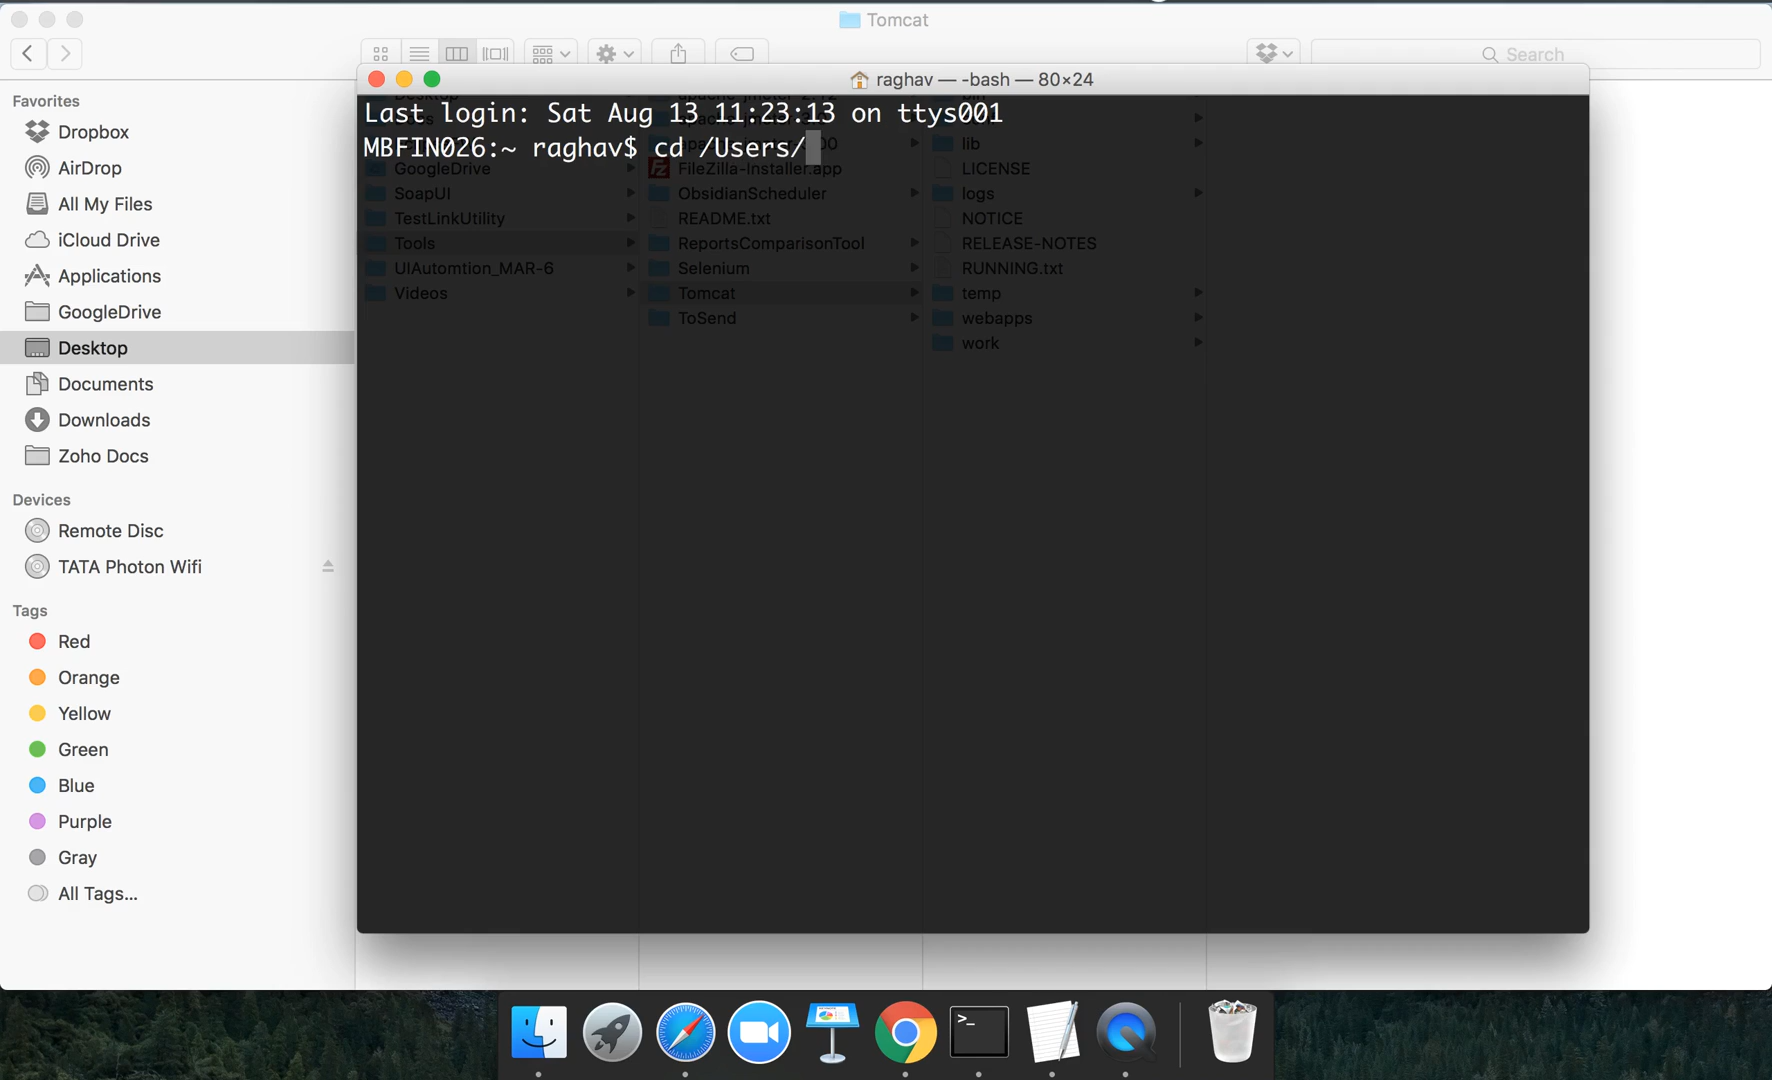 Tomcat
Search
raghav — -bash — 80×24
Last login: Sat Aug 13 11:23:13 on ttys001
MBFIN026:~ raghav$ cd /Users/
Favorites
Dropbox
AirDrop
All My Files
iCloud Drive
Applications
GoogleDrive
Desktop
Documents
Downloads
Zoho Docs
Devices
Remote Disc
TATA Photon Wifi
Tags
Red
Orange
Yellow
Green
Blue
Purple
Gray
All Tags...
GoogleDrive
SoapUI
TestLinkUtility
Tools
UIAutomtion_MAR-6
Videos
FileZilla-Installer.app
ObsidianScheduler
README.txt
ReportsComparisonTool
Selenium
Tomcat
ToSend
lib
LICENSE
logs
NOTICE
RELEASE-NOTES
RUNNING.txt
temp
webapps
work